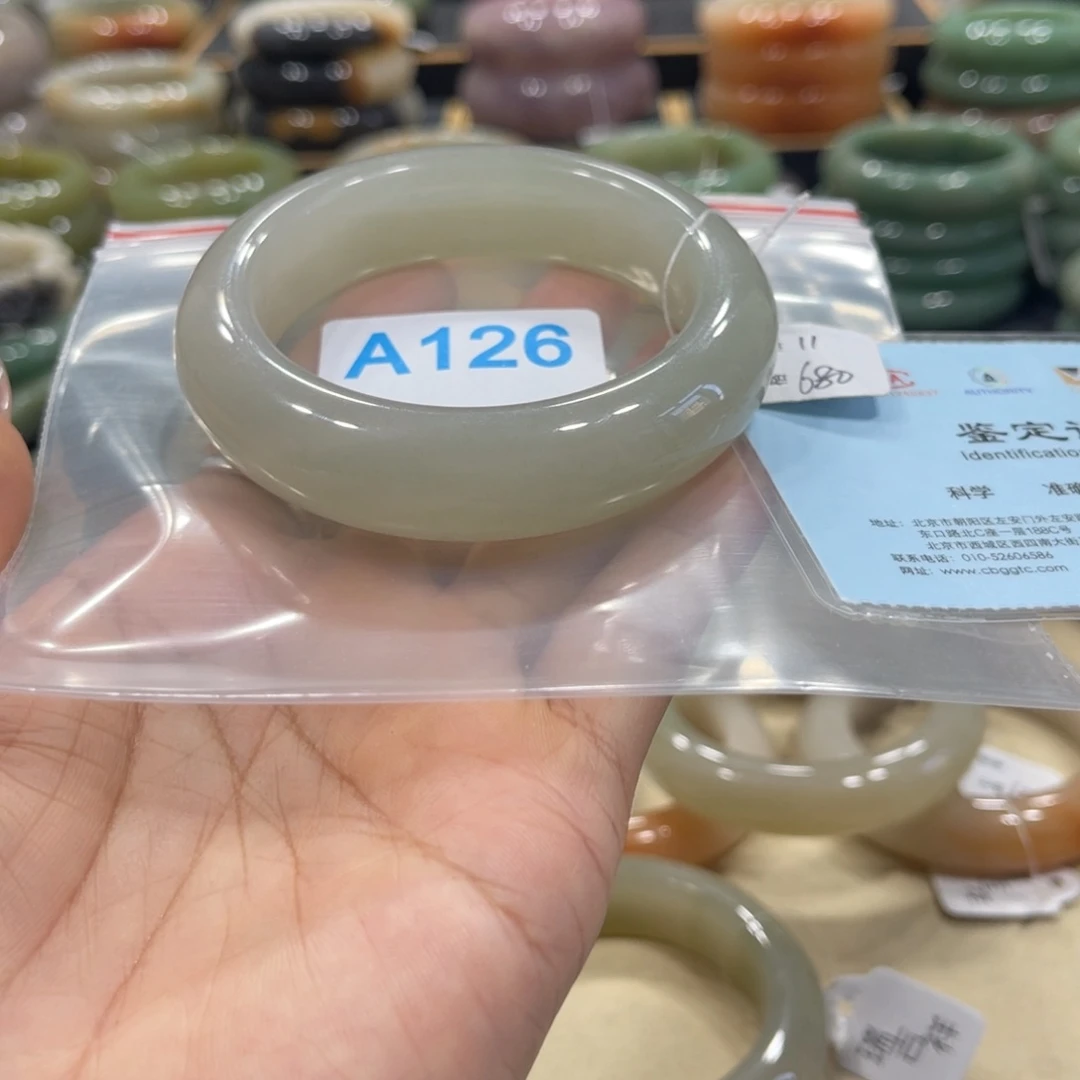 A126
11
680
AUTHORITY
鉴定
Identificatio
科学 准确
地址：北京市朝阳区左安门外左安
东口路北C座一层188C号
北京市西城区西四南大街
联系电话：010-52606586
网址：www.cbggtc.com